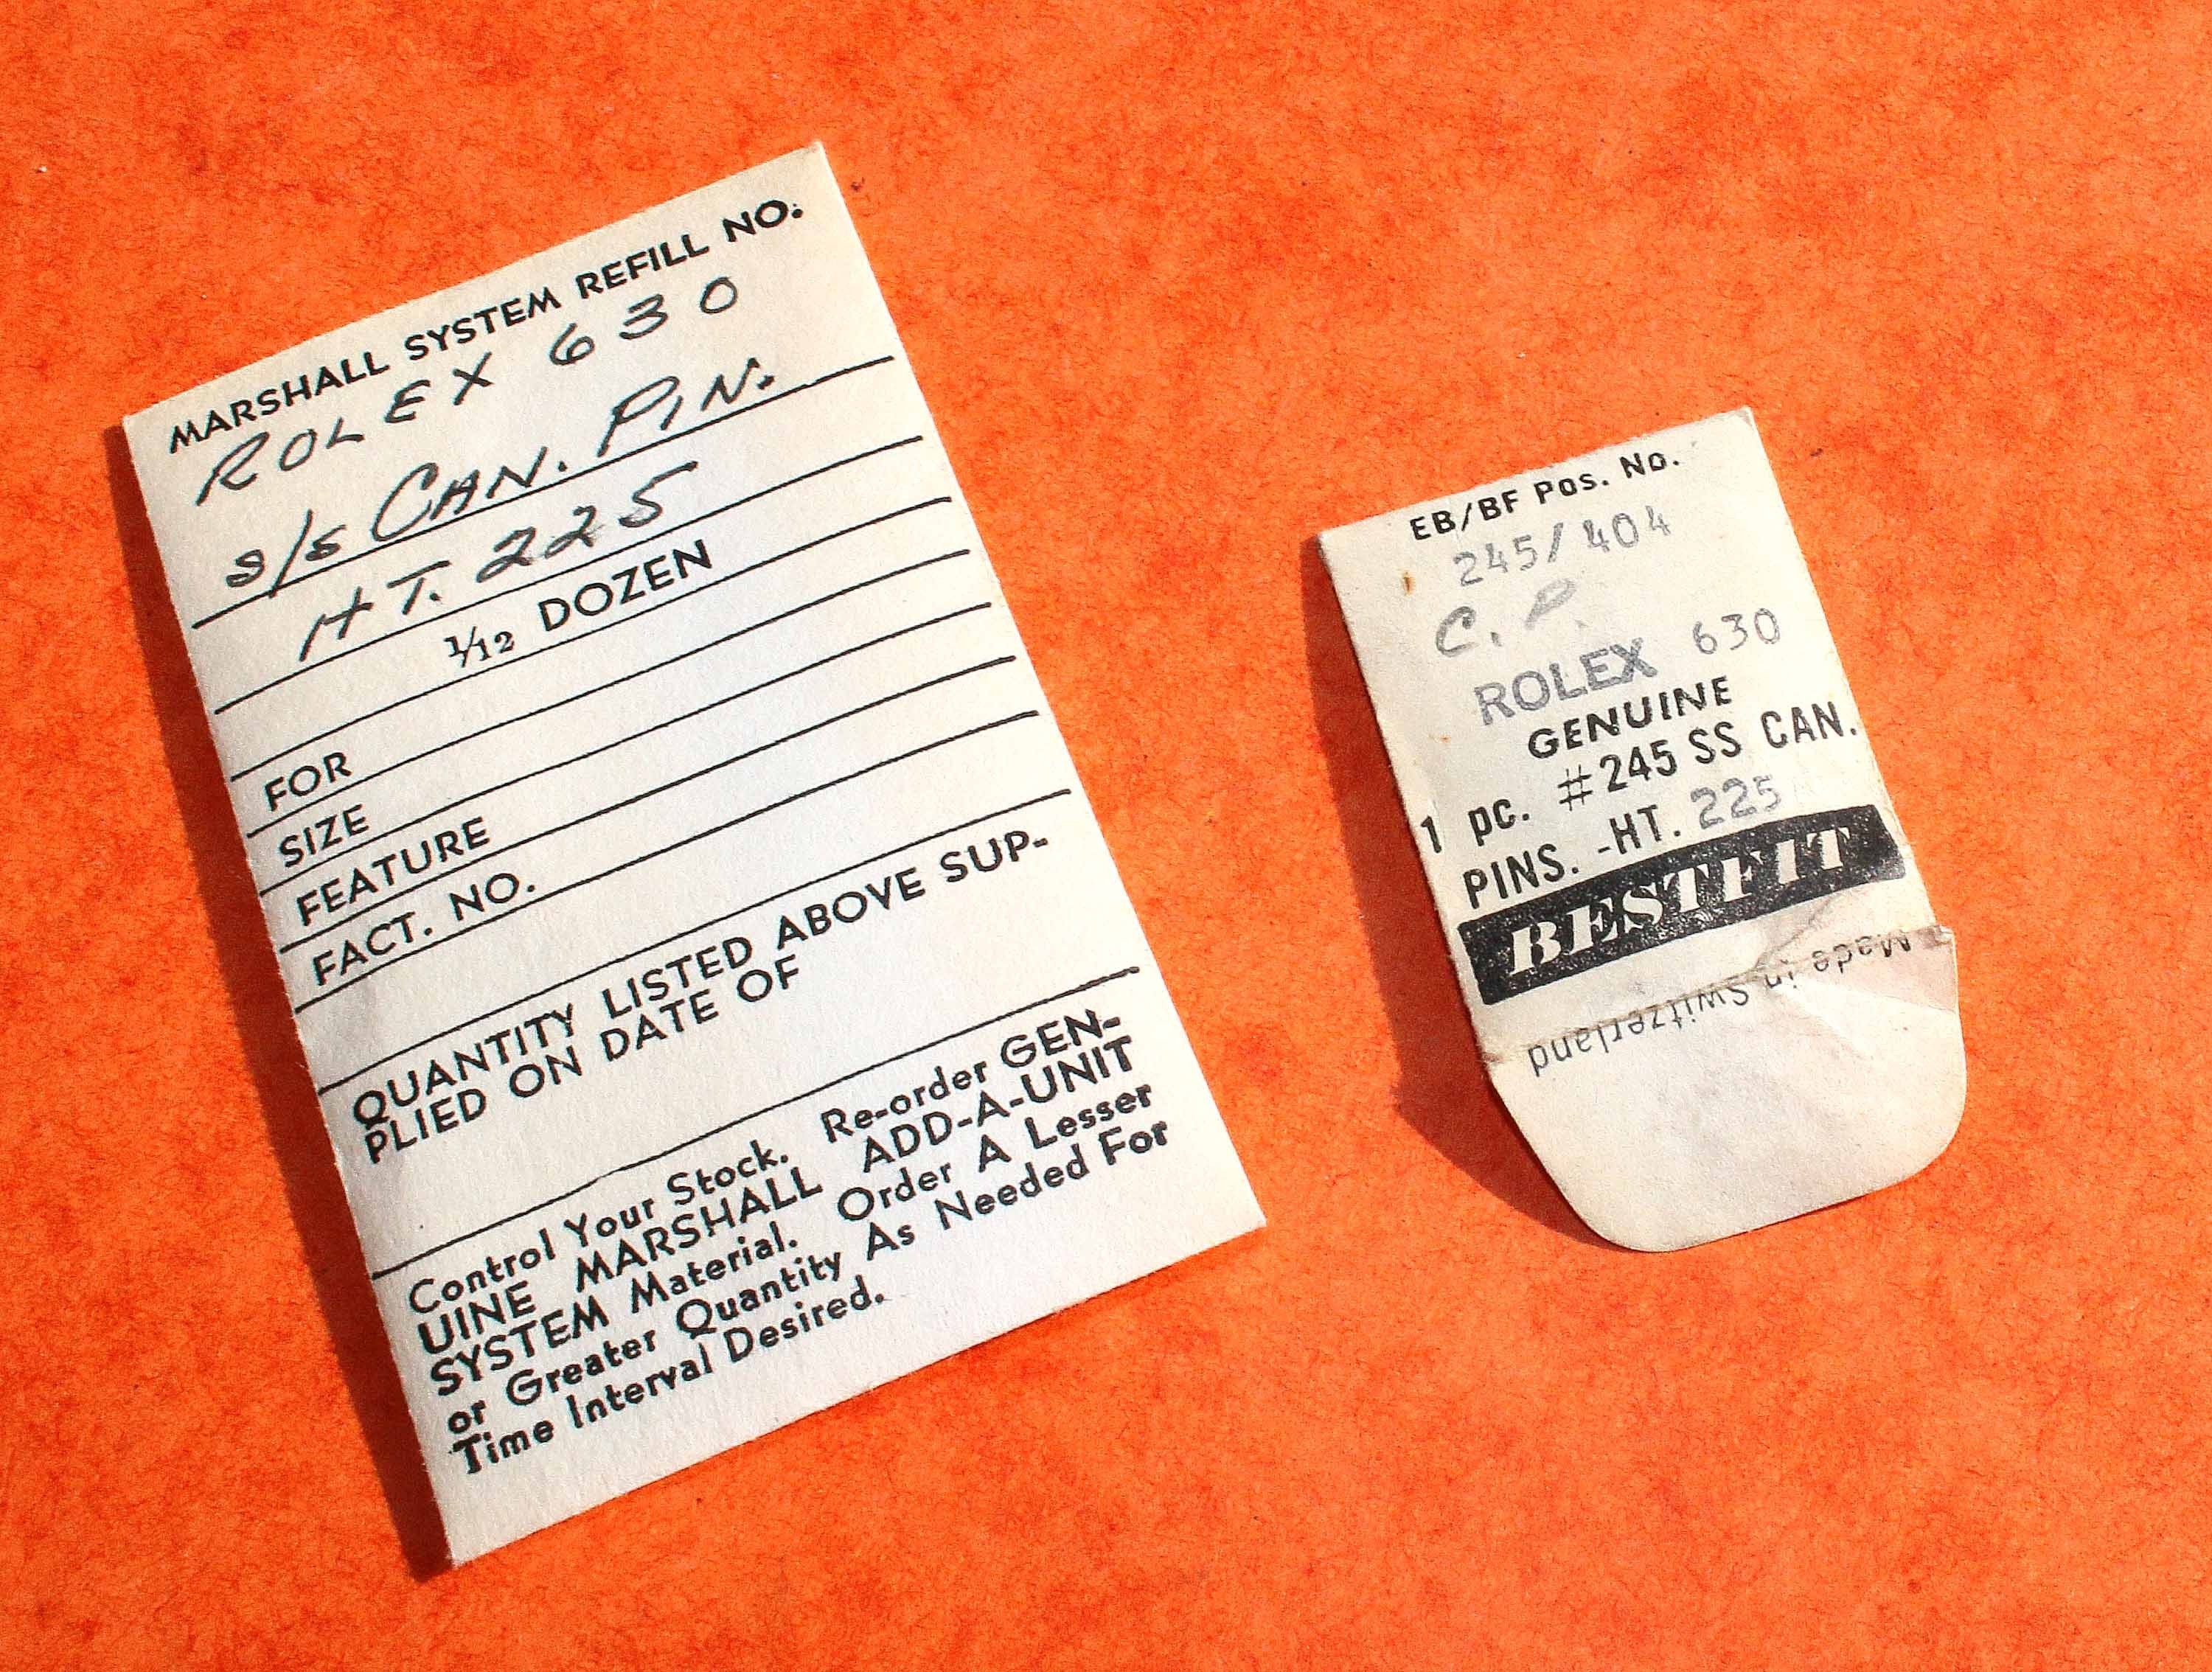 MARSHALL SYSTEM REFILL NO.
ROLEX 630
S/S CAN. PIN.
HT. 225
1/12 DOZEN
FOR
SIZE
FEATURE
FACT. NO.
QUANTITY LISTED ABOVE SUP-
PLIED ON DATE OF
Control Your Stock. Re-order GEN-
UINE MARSHALL ADD-A-UNIT
SYSTEM Material. Order A Lesser
or Greater Quantity As Needed For
Time Interval Desired.
EB/BF Pos. No.
245/404
C. P.
ROLEX 630
GENUINE
1 pc. #245 SS CAN.
PINS. -HT. 225
BESTFIT
Made in Switzerland